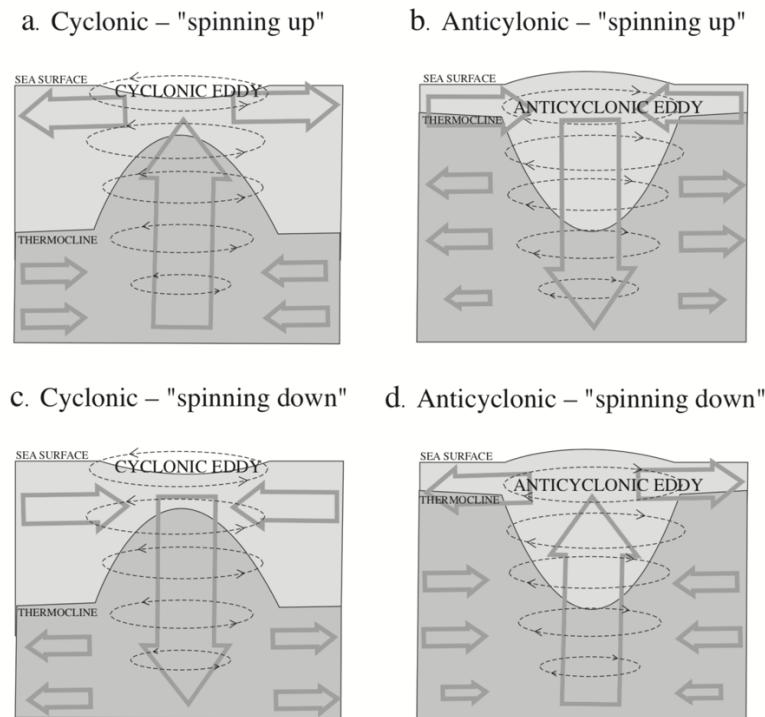 a. Cyclonic – "spinning up"
b. Anticylonic – "spinning up"
SEA SURFACE
CYCLONIC EDDY
THERMOCLINE
SEA SURFACE
ANTICYCLONIC EDDY
THERMOCLINE
c. Cyclonic – "spinning down"
d. Anticyclonic – "spinning down"
SEA SURFACE
CYCLONIC EDDY
THERMOCLINE
SEA SURFACE
ANTICYCLONIC EDDY
THERMOCLINE